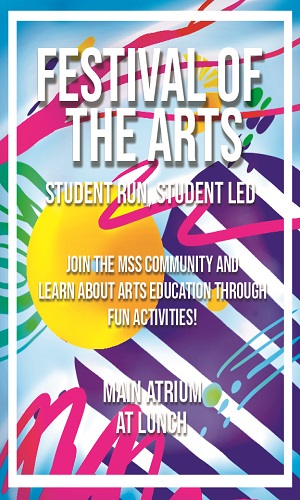 FESTIVAL OF
THE ARTS
STUDENT RUN, STUDENT LED
JOIN THE MSS COMMUNITY AND
LEARN ABOUT ARTS EDUCATION THROUGH
FUN ACTIVITIES!
MAIN ATRIUM
AT LUNCH